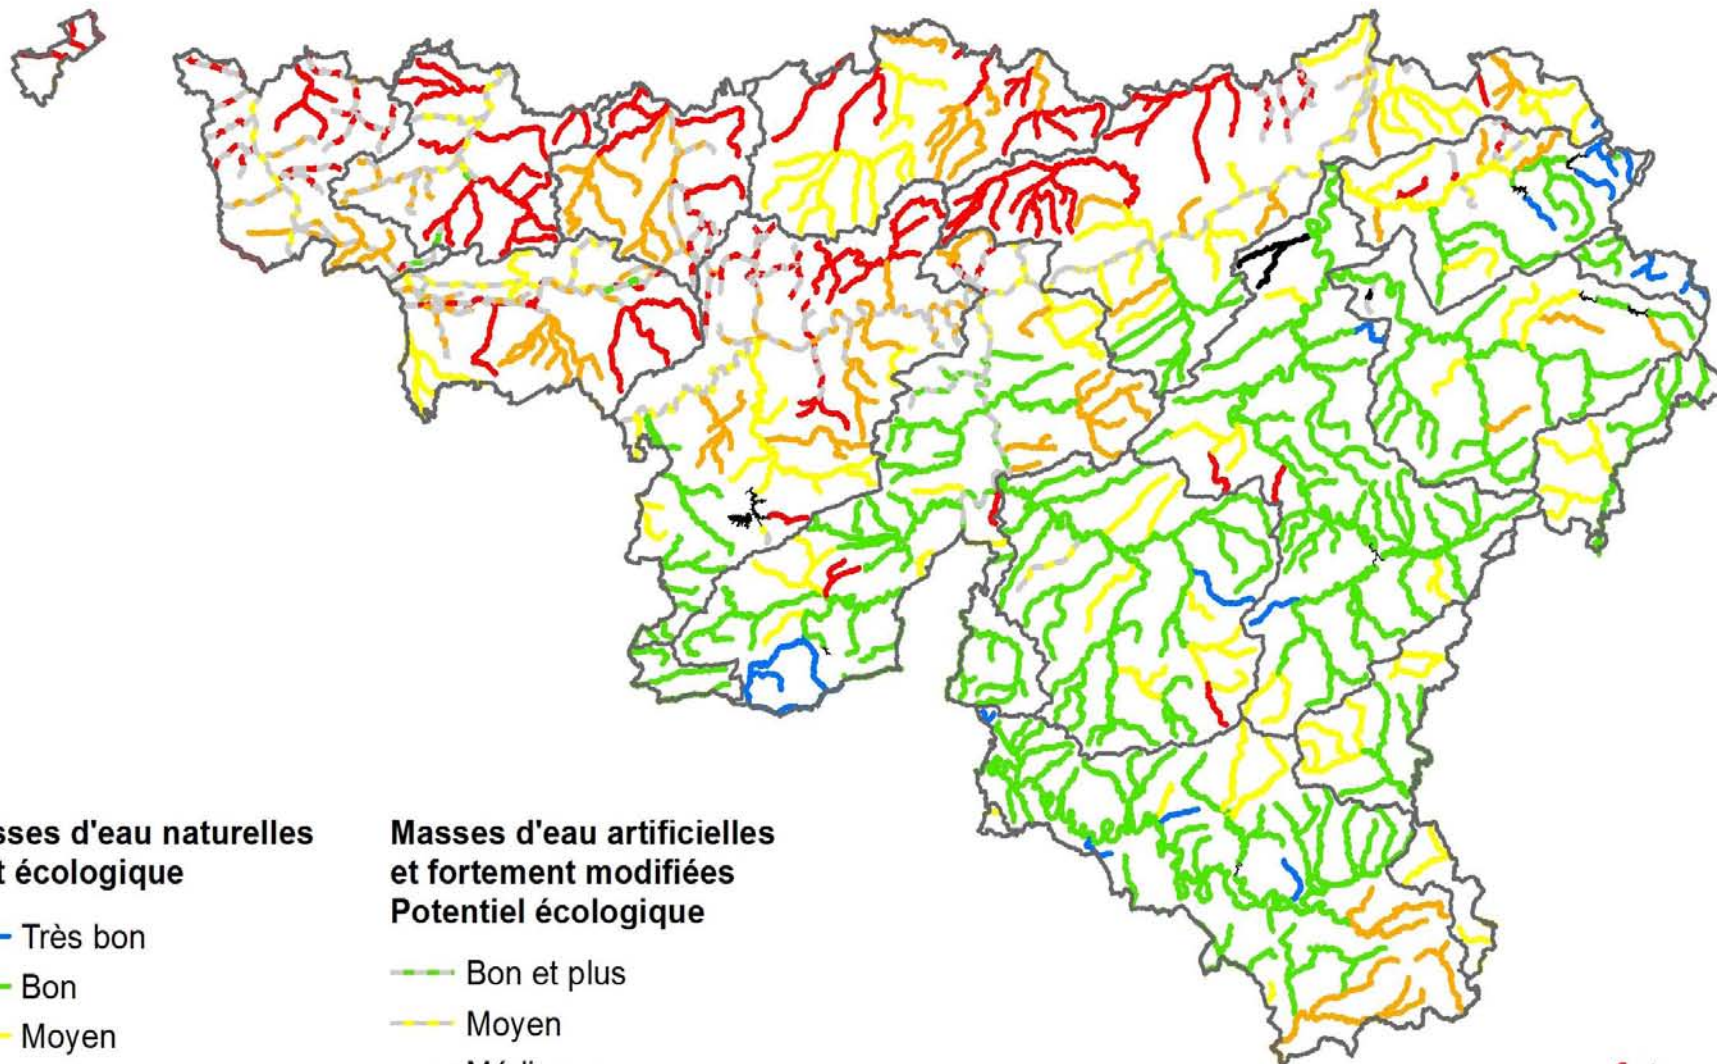 sses d'eau naturelles
t écologique
Très bon
Bon
Moyen
Masses d'eau artificielles
et fortement modifiées
Potentiel écologique
Bon et plus
Moyen